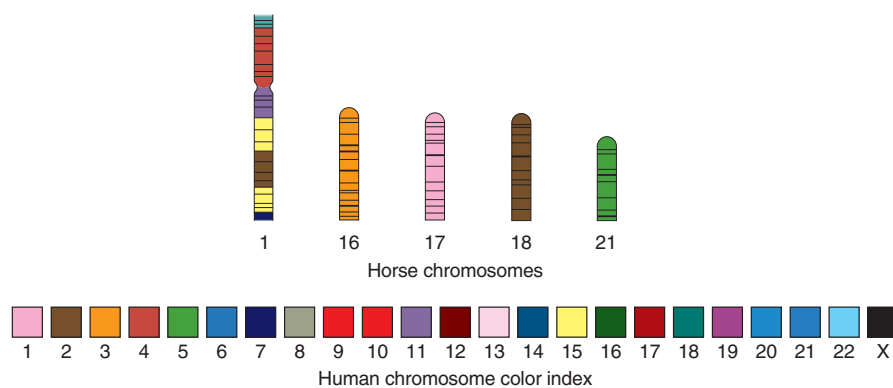 1 16 17 18 21
Horse chromosomes
1 2 3 4 5 6 7 8 9 10 11 12 13 14 15 16 17 18 19 20 21 22 X
Human chromosome color index